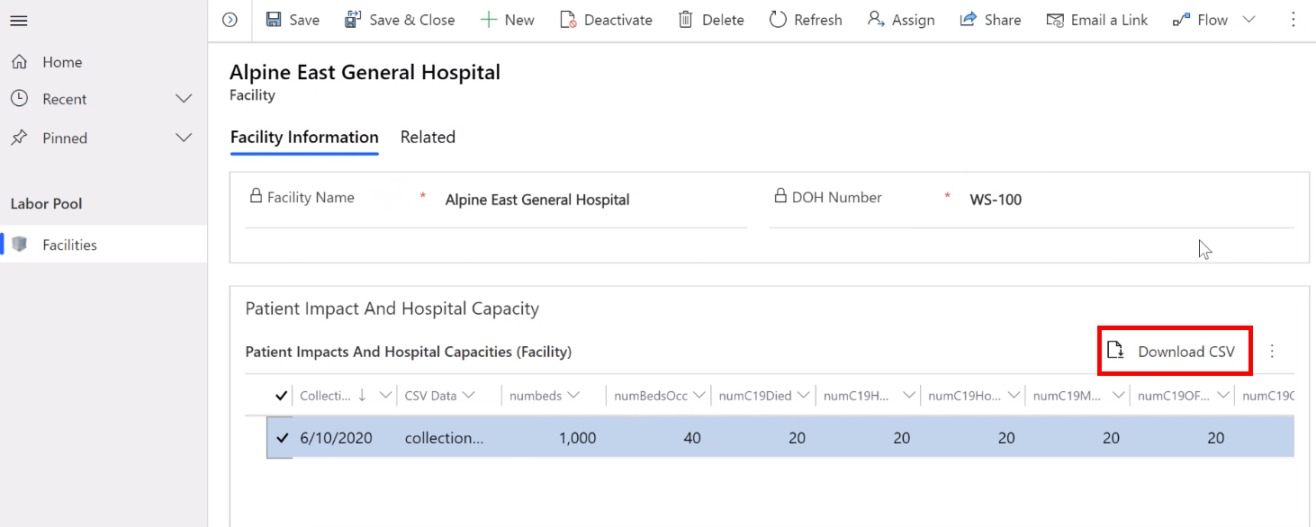 Save Save & Close New Deactivate Delete Refresh Assign Share Email a Link Flow
Home
Recent
Pinned
Labor Pool
Facilities
Alpine East General Hospital
Facility
Facility Information Related
Facility Name * Alpine East General Hospital DOH Number * WS-100
Patient Impact And Hospital Capacity
Patient Impacts And Hospital Capacities (Facility) Download CSV
Collecti... CSV Data numbeds numBedsOcc numC19Died numC19H... numC19Ho... numC19M... numC19OF... numC19C
6/10/2020 collection... 1,000 40 20 20 20 20 20